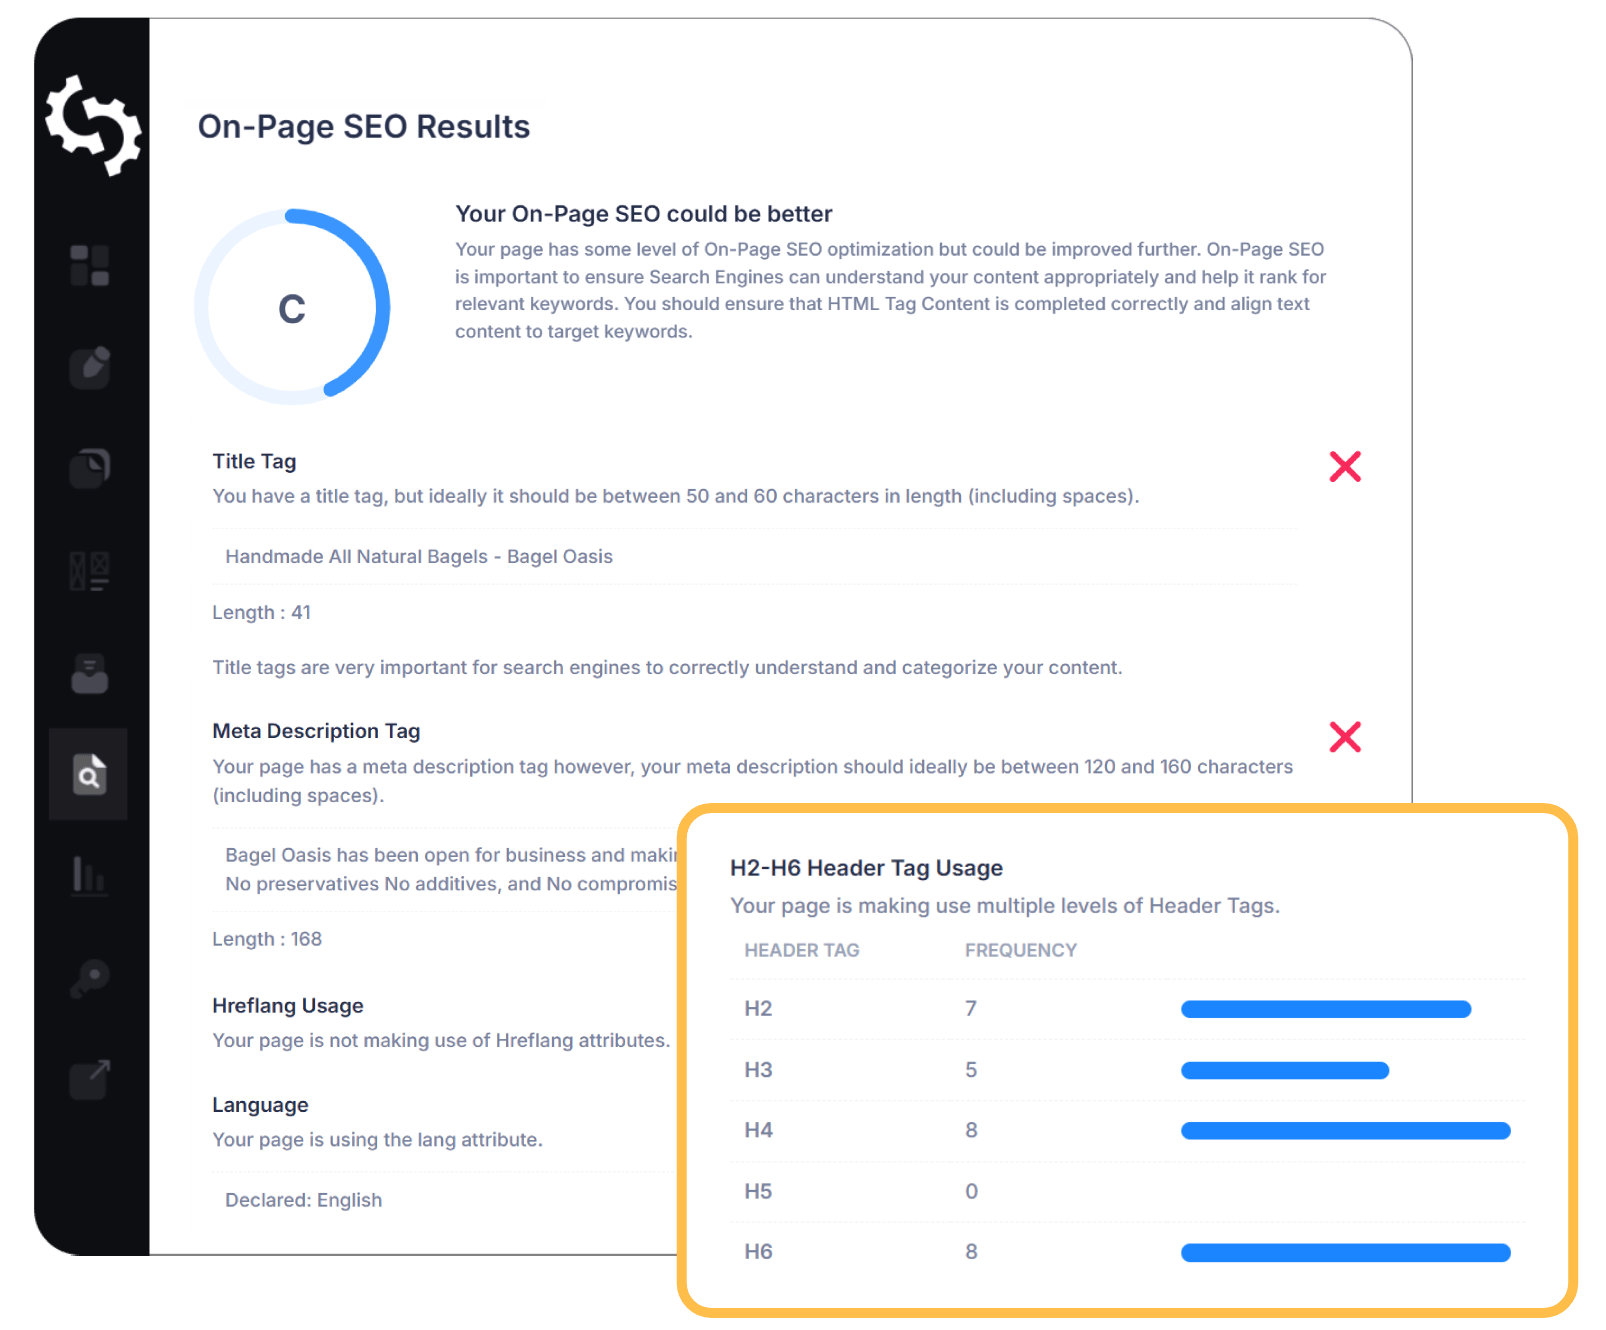 On-Page SEO Results
C
Your On-Page SEO could be better
Your page has some level of On-Page SEO optimization but could be improved further. On-Page SEO
is important to ensure Search Engines can understand your content appropriately and help it rank for
relevant keywords. You should ensure that HTML Tag Content is completed correctly and align text
content to target keywords.
Title Tag
You have a title tag, but ideally it should be between 50 and 60 characters in length (including spaces).
Handmade All Natural Bagels - Bagel Oasis
Length : 41
Title tags are very important for search engines to correctly understand and categorize your content.
Meta Description Tag
Your page has a meta description tag however, your meta description should ideally be between 120 and 160 characters
(including spaces).
Bagel Oasis has been open for business and
No preservatives No additives, and No
Length : 168
Hreflang Usage
Your page is not making use of Hreflang attributes.
Language
Your page is using the lang attribute.
Declared: English
H2-H6 Header Tag Usage
Your page is making use multiple levels of Header Tags.
HEADER TAG FREQUENCY
H2 7
H3 5
H4 8
H5 0
H6 8